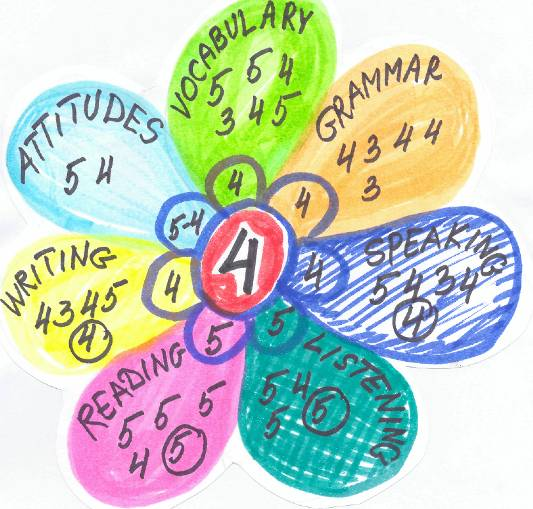 VOCABULARY
5 5 4
3 4 5
4
GRAMMAR
4 3 4 4
3
4
SPEAKING
5 4 3 4
4
4
LISTENING
5 4 5
5
5
READING
5 5 5
4 5
5
WRITING
4 3 4 5
4
4
ATTITUDES
5 4
5-4
4